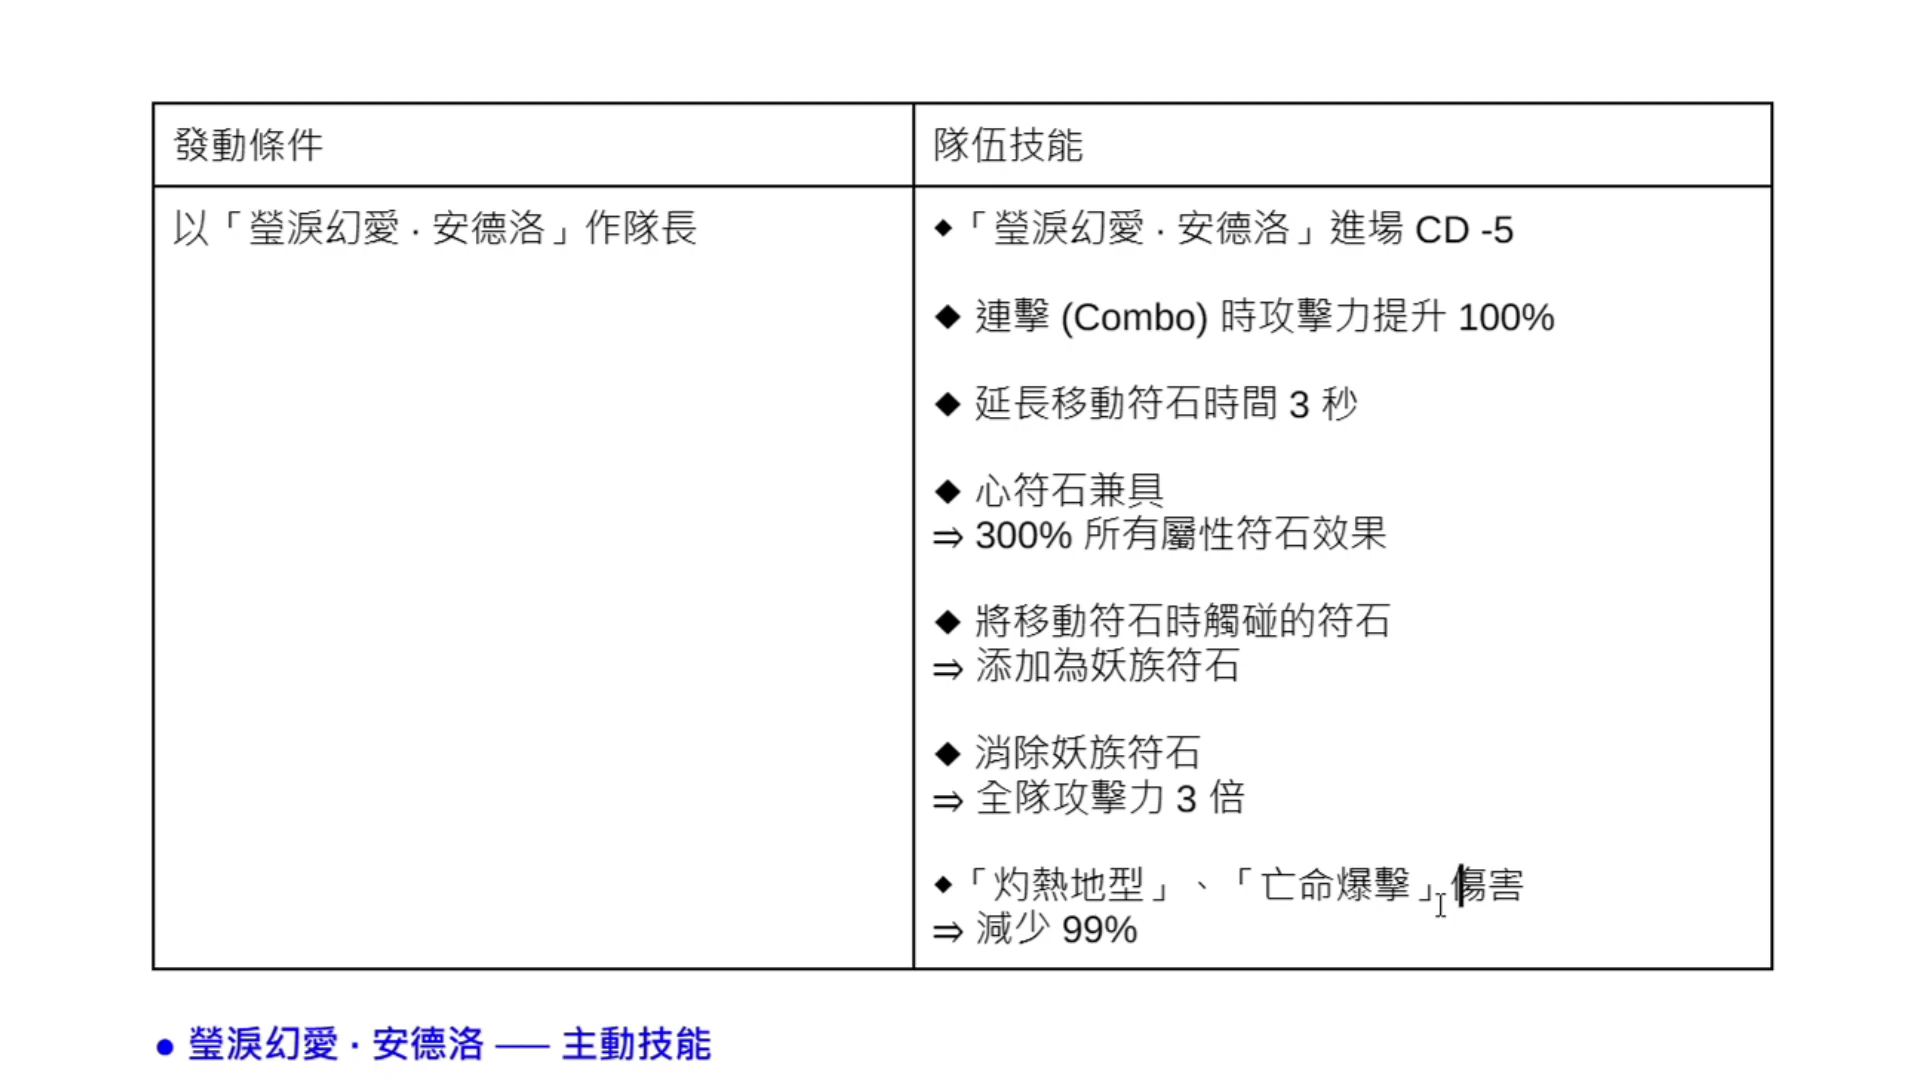 發動條件
隊伍技能
以「瑩淚幻愛 · 安德洛」作隊長
◆「瑩淚幻愛 · 安德洛」進場 CD -5
◆ 連擊 (Combo) 時攻擊力提升 100%
◆ 延長移動符石時間 3 秒
◆ 心符石兼具
⇒ 300% 所有屬性符石效果
◆ 將移動符石時觸碰的符石
⇒ 添加為妖族符石
◆ 消除妖族符石
⇒ 全隊攻擊力 3 倍
◆「灼熱地型」、「亡命爆擊」傷害
⇒ 減少 99%
● 瑩淚幻愛 · 安德洛 —— 主動技能